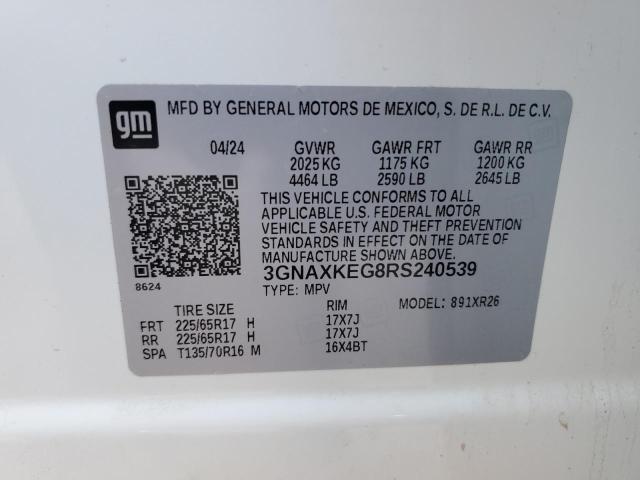 gm
MFD BY GENERAL MOTORS DE MEXICO, S. DE R.L. DE C.V.
04/24 GVWR GAWR FRT GAWR RR
2025 KG 1175 KG 1200 KG
4464 LB 2590 LB 2645 LB
THIS VEHICLE CONFORMS TO ALL
APPLICABLE U.S. FEDERAL MOTOR
VEHICLE SAFETY AND THEFT PREVENTION
STANDARDS IN EFFECT ON THE DATE OF
MANUFACTURE SHOWN ABOVE.
3GNAXKEG8RS240539
8624
TYPE: MPV
MODEL: 891XR26
TIRE SIZE RIM
FRT 225/65R17 H 17X7J
RR 225/65R17 H 17X7J
SPA T135/70R16 M 16X4BT